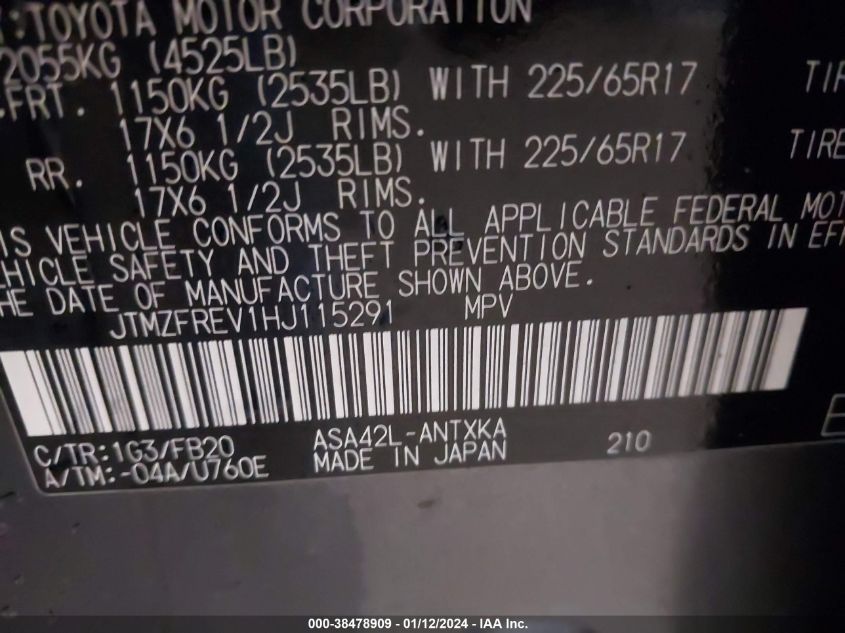 :TOYOTA MOTOR CORPORATION
2055KG (4525LB)
FRT. 1150KG (2535LB) WITH 225/65R17 TIR
17X6 1/2J RIMS.
RR. 1150KG (2535LB) WITH 225/65R17 TIRE
17X6 1/2J RIMS.
IS VEHICLE CONFORMS TO ALL APPLICABLE FEDERAL MOT
HICLE SAFETY AND THEFT PREVENTION STANDARDS IN EFF
HE DATE OF MANUFACTURE SHOWN ABOVE.
JTMZFREV1HJ115291 MPV
C/TR:1G3/FB20 ASA42L-ANTXKA 210
A/TM:-04A/U760E MADE IN JAPAN
000-38478909 - 01/12/2024 - IAA Inc.